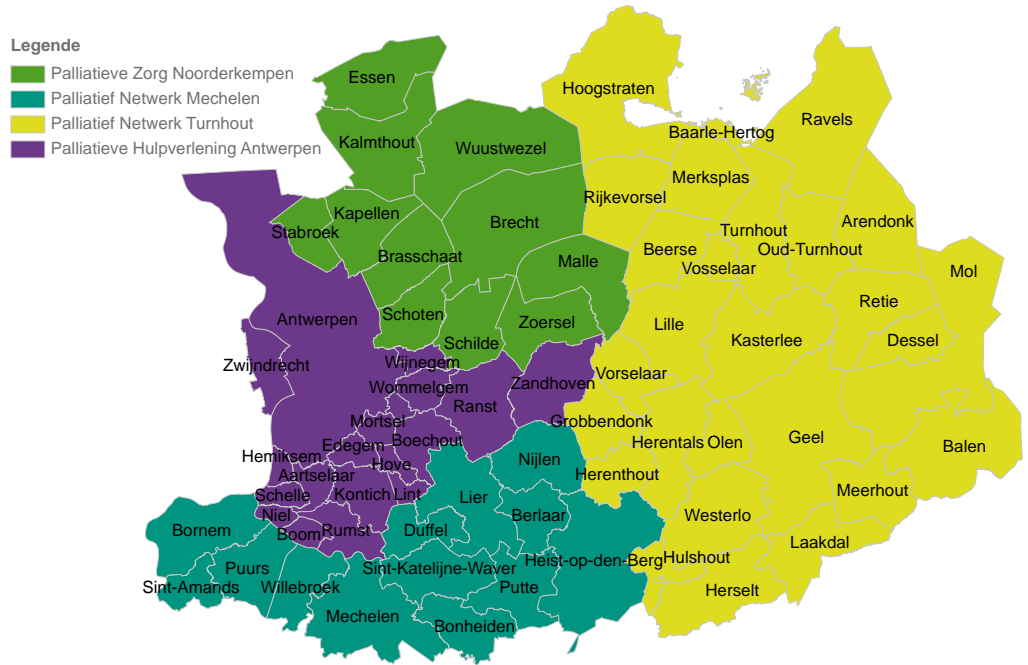 Legende
Palliatieve Zorg Noorderkempen
Palliatief Netwerk Mechelen
Palliatief Netwerk Turnhout
Palliatieve Hulpverlening Antwerpen
Essen
Hoogstraten
Ravels
Baarle-Hertog
Kalmthout
Wuustwezel
Merksplas
Rijkevorsel
Kapellen
Brecht
Stabroek
Turnhout
Arendonk
Beerse
Oud-Turnhout
Brasschaat
Malle
Vosselaar
Mol
Retie
Schoten
Antwerpen
Zoersel
Lille
Schilde
Kasterlee
Dessel
Wijnegem
Zwijndrecht
Vorselaar
Wommelgem
Zandhoven
Ranst
Mortsel
Grobbendonk
Geel
Edegem
Boechout
Herentals
Olen
Balen
Hemiksem
Hove
Nijlen
Aartselaar
Herenthout
Schelle
Kontich
Lint
Lier
Meerhout
Niel
Berlaar
Westerlo
Bornem
Boom
Rumst
Duffel
Laakdal
Heist-op-den-Berg
Hulshout
Puurs
Sint-Katelijne-Waver
Sint-Amands
Willebroek
Putte
Herselt
Mechelen
Bonheiden